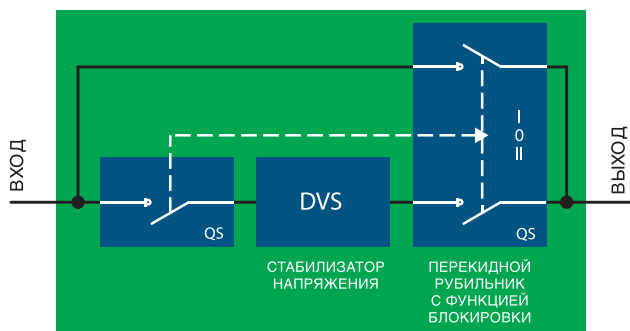 ВХОД
QS
DVS
СТАБИЛИЗАТОР
НАПРЯЖЕНИЯ
I
0
II
QS
ПЕРЕКИДНОЙ
РУБИЛЬНИК
С ФУНКЦИЕЙ
БЛОКИРОВКИ
ВЫХОД